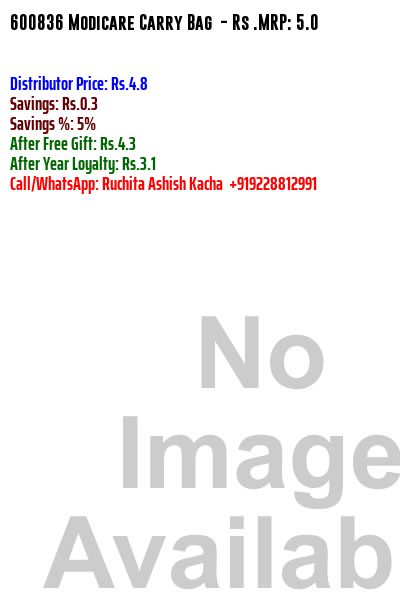 600836 Modicare Carry Bag - Rs .MRP: 5.0
Distributor Price: Rs.4.8
Savings: Rs.0.3
Savings %: 5%
After Free Gift: Rs.4.3
After Year Loyalty: Rs.3.1
Call/WhatsApp: Ruchita Ashish Kacha +919228812991
No
Image
Availab